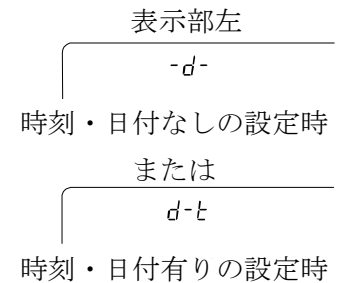 表示部左
-d-
時刻・日付なしの設定時
または
d-t
時刻・日付有りの設定時